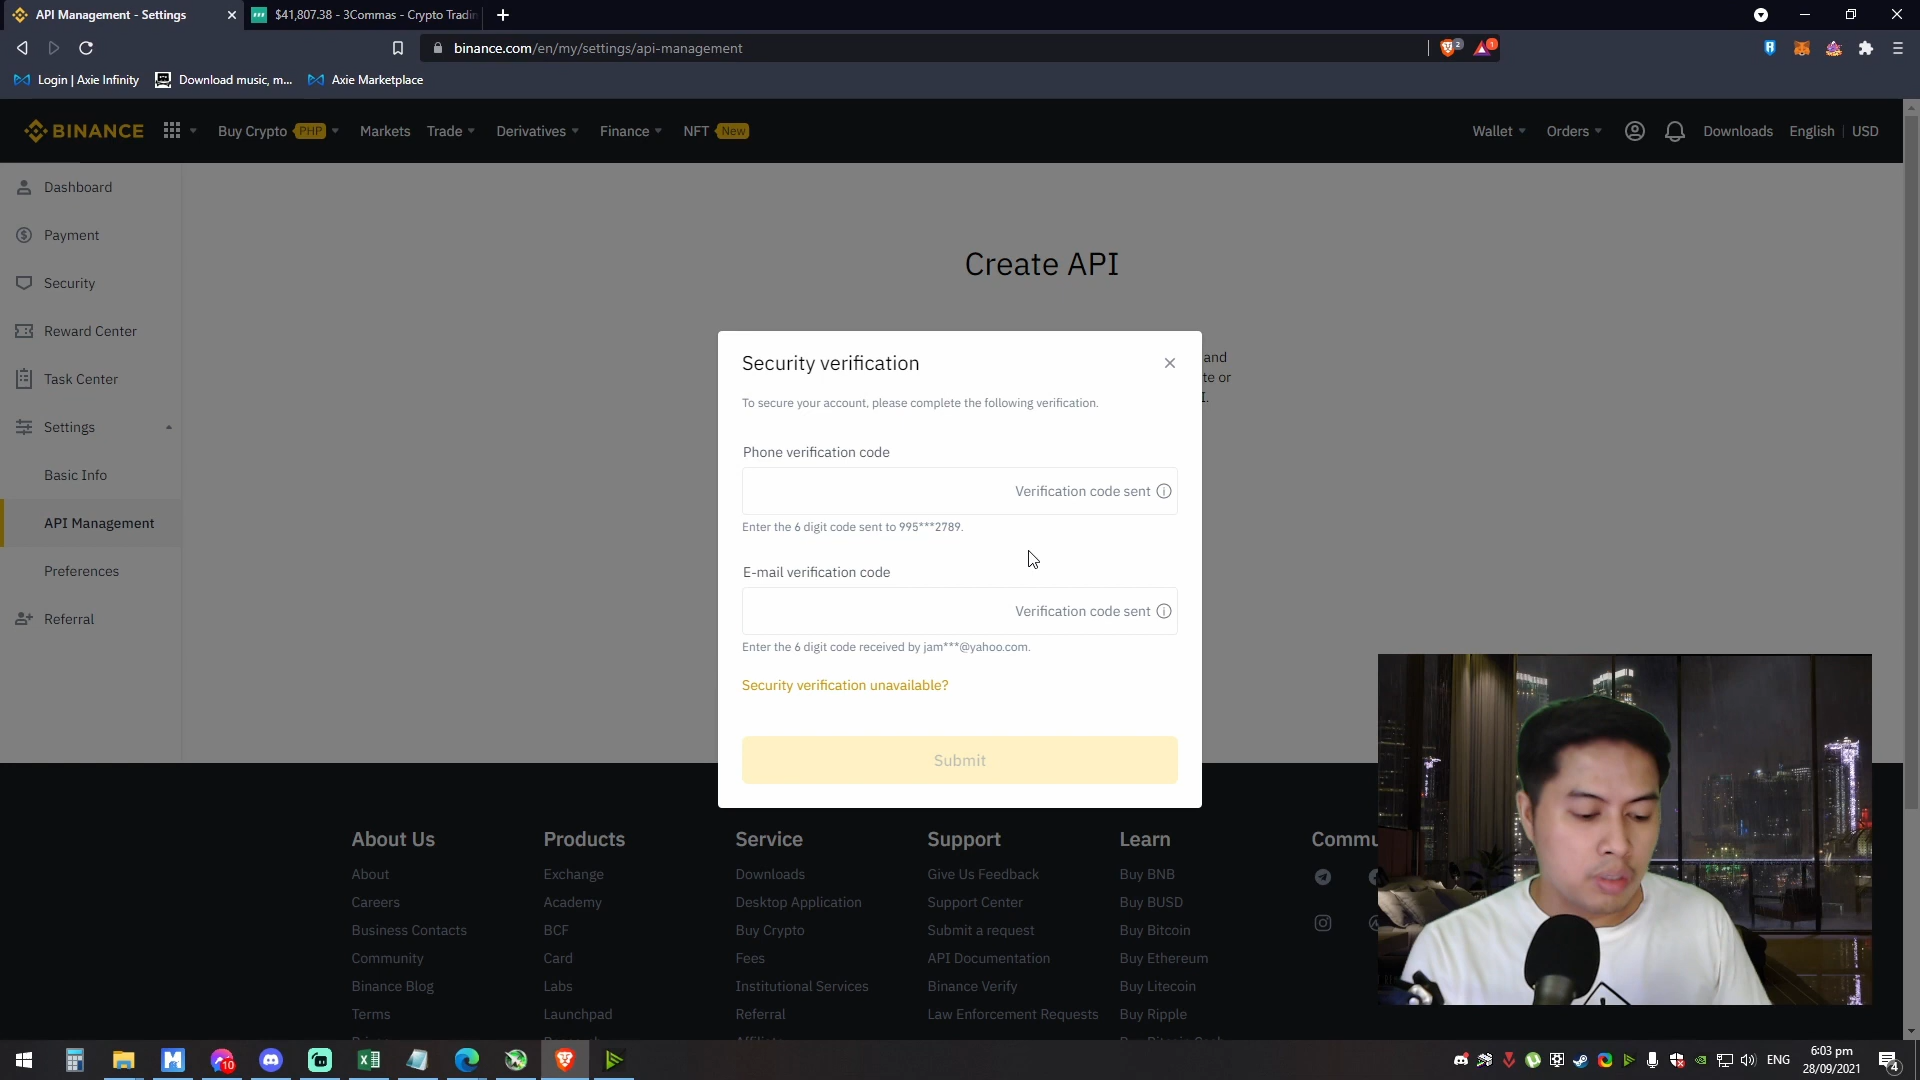 API Management - Settings
$41,807.38 - 3Commas - Crypto Tradin
binance.com/en/my/settings/api-management
2
1
Login | Axie Infinity
Download music, m...
Axie Marketplace
BINANCE
Buy Crypto PHP
Markets
Trade
Derivatives
Finance
NFT New
Wallet
Orders
Downloads
English
USD
Dashboard
Payment
Security
Reward Center
Task Center
Settings
Basic Info
API Management
Preferences
Referral
Create API
and
te or
I.
Security verification
To secure your account, please complete the following verification.
Phone verification code
Verification code sent
Enter the 6 digit code sent to 995***2789.
E-mail verification code
Verification code sent
Enter the 6 digit code received by jam***@yahoo.com.
Security verification unavailable?
Submit
About Us
About
Careers
Business Contacts
Community
Binance Blog
Terms
Products
Exchange
Academy
BCF
Card
Labs
Launchpad
Service
Downloads
Desktop Application
Buy Crypto
Fees
Institutional Services
Referral
Support
Give Us Feedback
Support Center
Submit a request
API Documentation
Binance Verify
Law Enforcement Requests
Learn
Buy BNB
Buy BUSD
Buy Bitcoin
Buy Ethereum
Buy Litecoin
Buy Ripple
Commu
10
ENG
6:03 pm
28/09/2021
4